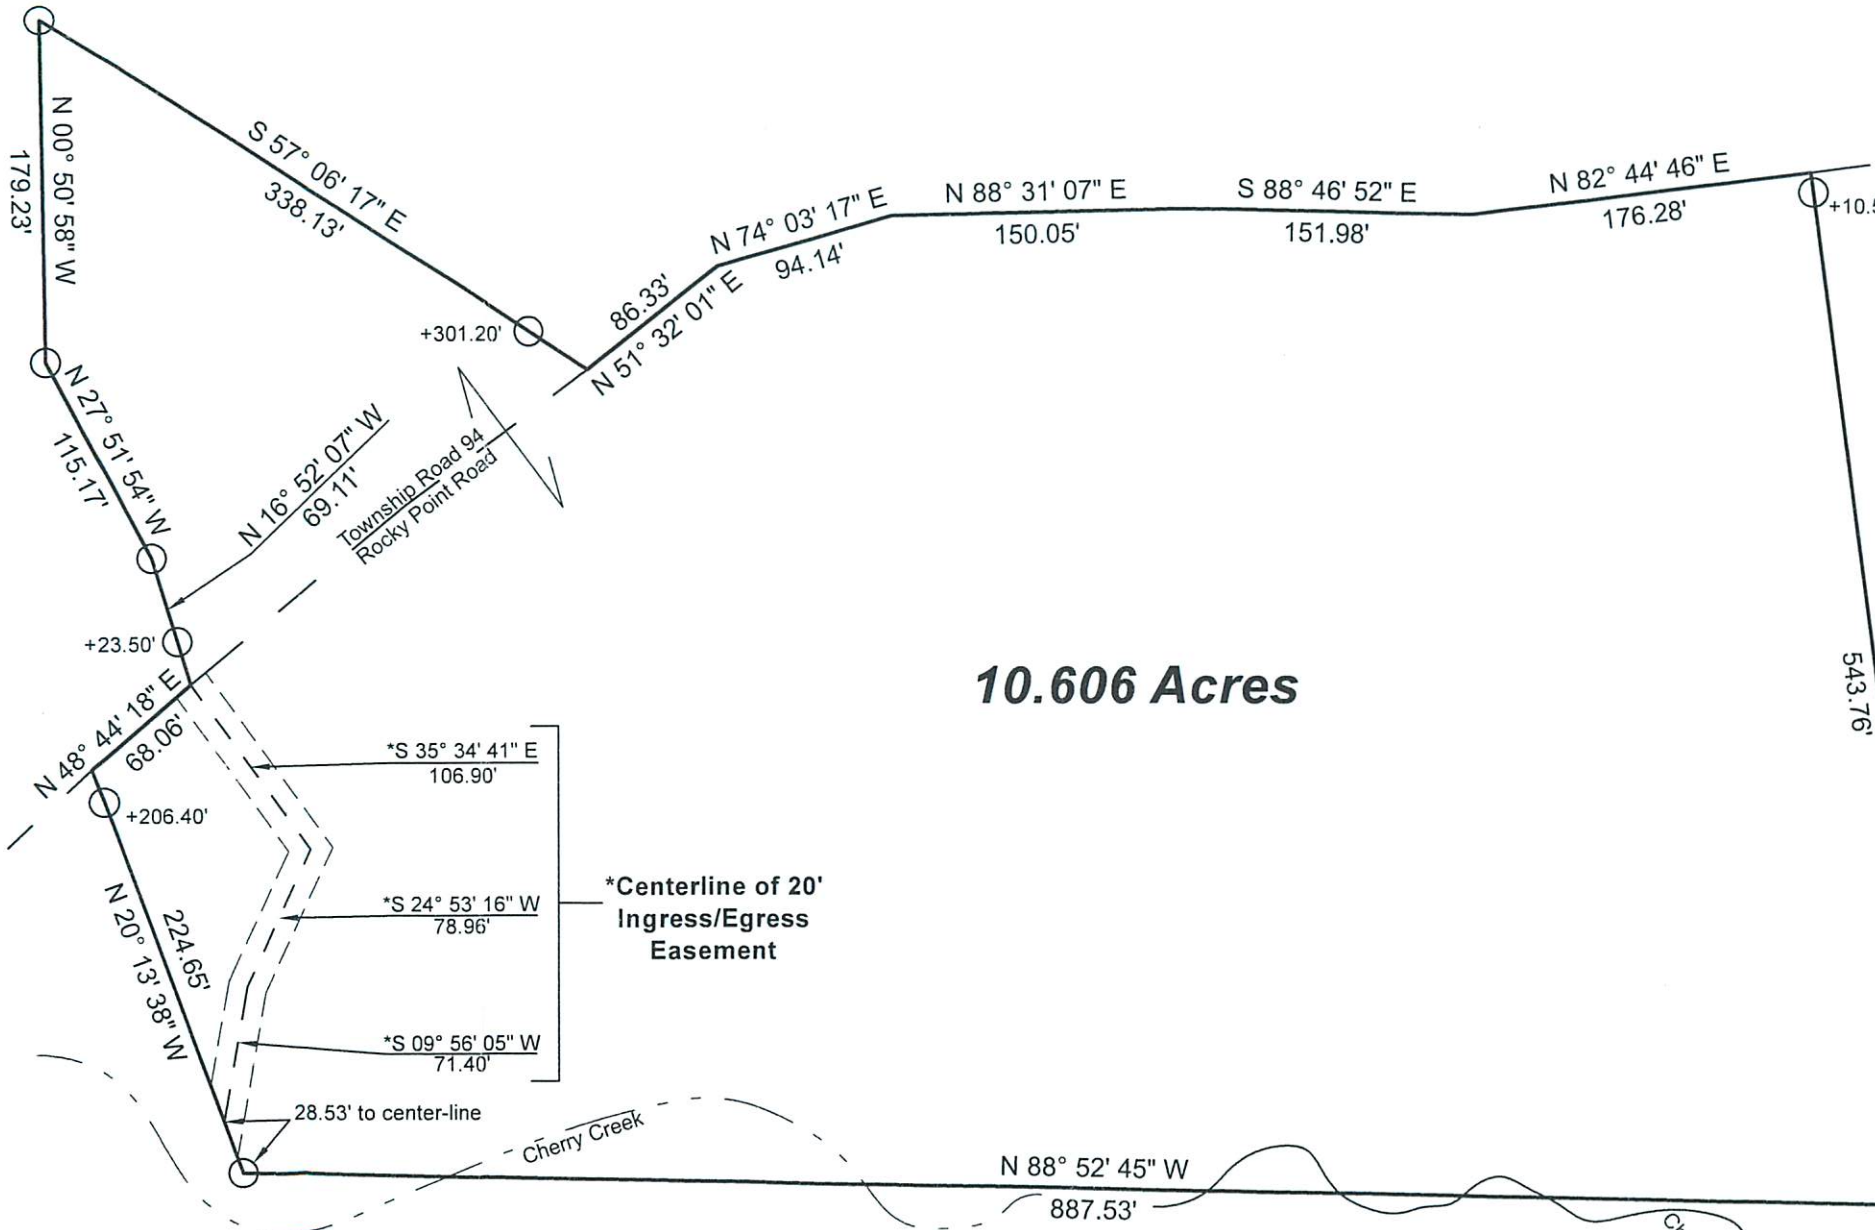 N 00° 50' 58" W
179.23'
S 57° 06' 17" E
338.13'
+301.20'
86.33'
N 51° 32' 01" E
N 74° 03' 17" E
94.14'
N 88° 31' 07" E
150.05'
S 88° 46' 52" E
151.98'
N 82° 44' 46" E
176.28'
+10.5
543.76'
N 27° 51' 54" W
115.17'
N 16° 52' 07" W
69.11'
Township Road 94
Rocky Point Road
+23.50'
N 48° 44' 18" E
68.06'
+206.40'
10.606 Acres
*S 35° 34' 41" E
106.90'
*S 24° 53' 16" W
78.96'
*S 09° 56' 05" W
71.40'
*Centerline of 20'
Ingress/Egress
Easement
224.65'
N 20° 13' 38" W
28.53' to center-line
Cherry Creek
N 88° 52' 45" W
887.53'